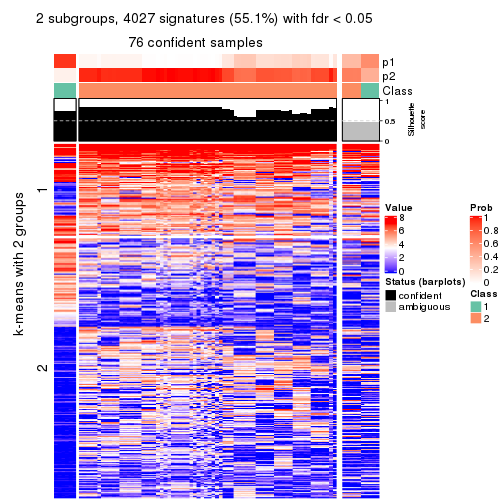 2 subgroups, 4027 signatures (55.1%) with fdr < 0.05
76 confident samples
p1
p2
Class
1
0.5
0
Silhouette
score
k-means with 2 groups
1
2
Value
8
6
4
2
0
Prob
1
0.8
0.6
0.4
0.2
0
Status (barplots)
confident
ambiguous
Class
1
2